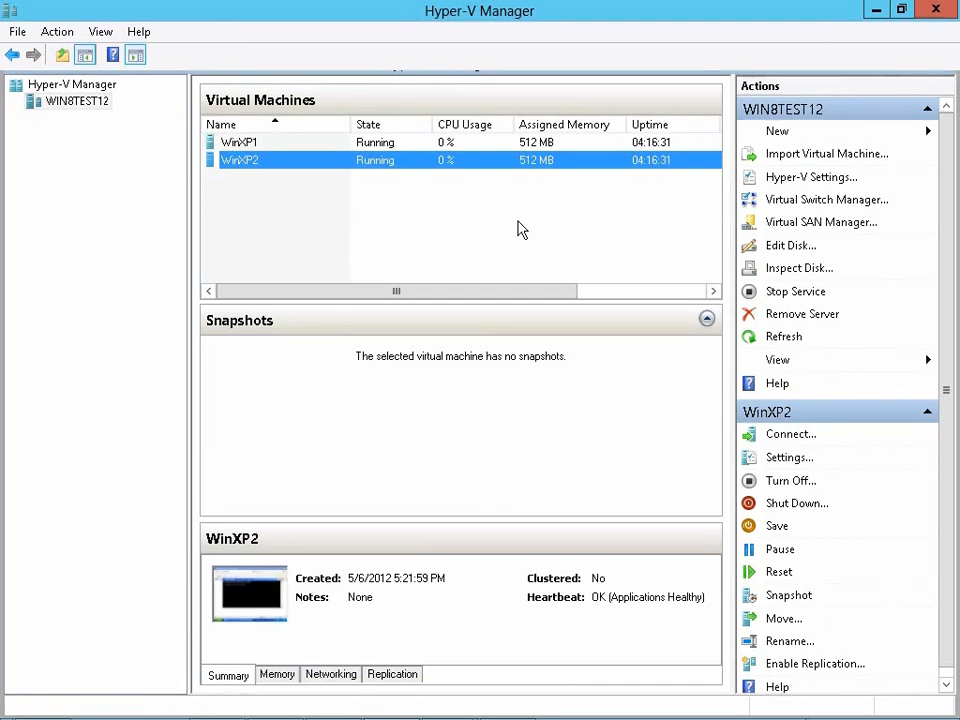 Hyper-V Manager
File Action View Help
Hyper-V Manager
WIN8TEST12
Virtual Machines
Name State CPU Usage Assigned Memory Uptime
WinXP1 Running 0 % 512 MB 04:16:31
WinXP2 Running 0 % 512 MB 04:16:31
Snapshots
The selected virtual machine has no snapshots.
WinXP2
Created: 5/6/2012 5:21:59 PM Clustered: No
Notes: None Heartbeat: OK (Applications Healthy)
Summary Memory Networking Replication
Actions
WIN8TEST12
New
Import Virtual Machine...
Hyper-V Settings...
Virtual Switch Manager...
Virtual SAN Manager...
Edit Disk...
Inspect Disk...
Stop Service
Remove Server
Refresh
View
Help
WinXP2
Connect...
Settings...
Turn Off...
Shut Down...
Save
Pause
Reset
Snapshot
Move...
Rename...
Enable Replication...
Help